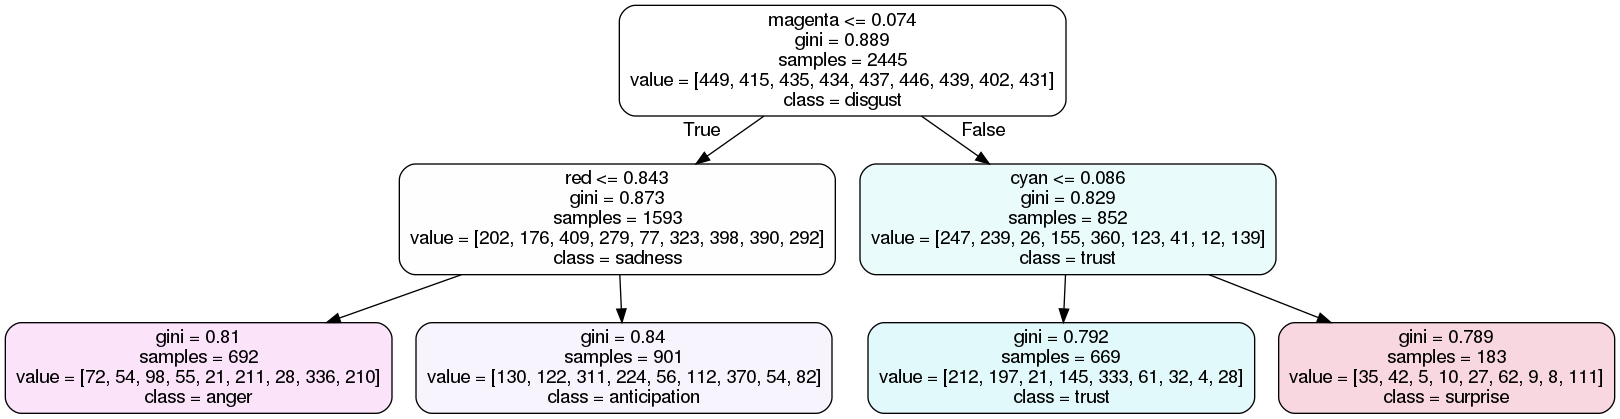 magenta <= 0.074
gini = 0.889
samples = 2445
value = [449, 415, 435, 434, 437, 446, 439, 402, 431]
class = disgust
True
False
red <= 0.843
gini = 0.873
samples = 1593
value = [202, 176, 409, 279, 77, 323, 398, 390, 292]
class = sadness
cyan <= 0.086
gini = 0.829
samples = 852
value = [247, 239, 26, 155, 360, 123, 41, 12, 139]
class = trust
gini = 0.81
samples = 692
value = [72, 54, 98, 55, 21, 211, 28, 336, 210]
class = anger
gini = 0.84
samples = 901
value = [130, 122, 311, 224, 56, 112, 370, 54, 82]
class = anticipation
gini = 0.792
samples = 669
value = [212, 197, 21, 145, 333, 61, 32, 4, 28]
class = trust
gini = 0.789
samples = 183
value = [35, 42, 5, 10, 27, 62, 9, 8, 111]
class = surprise